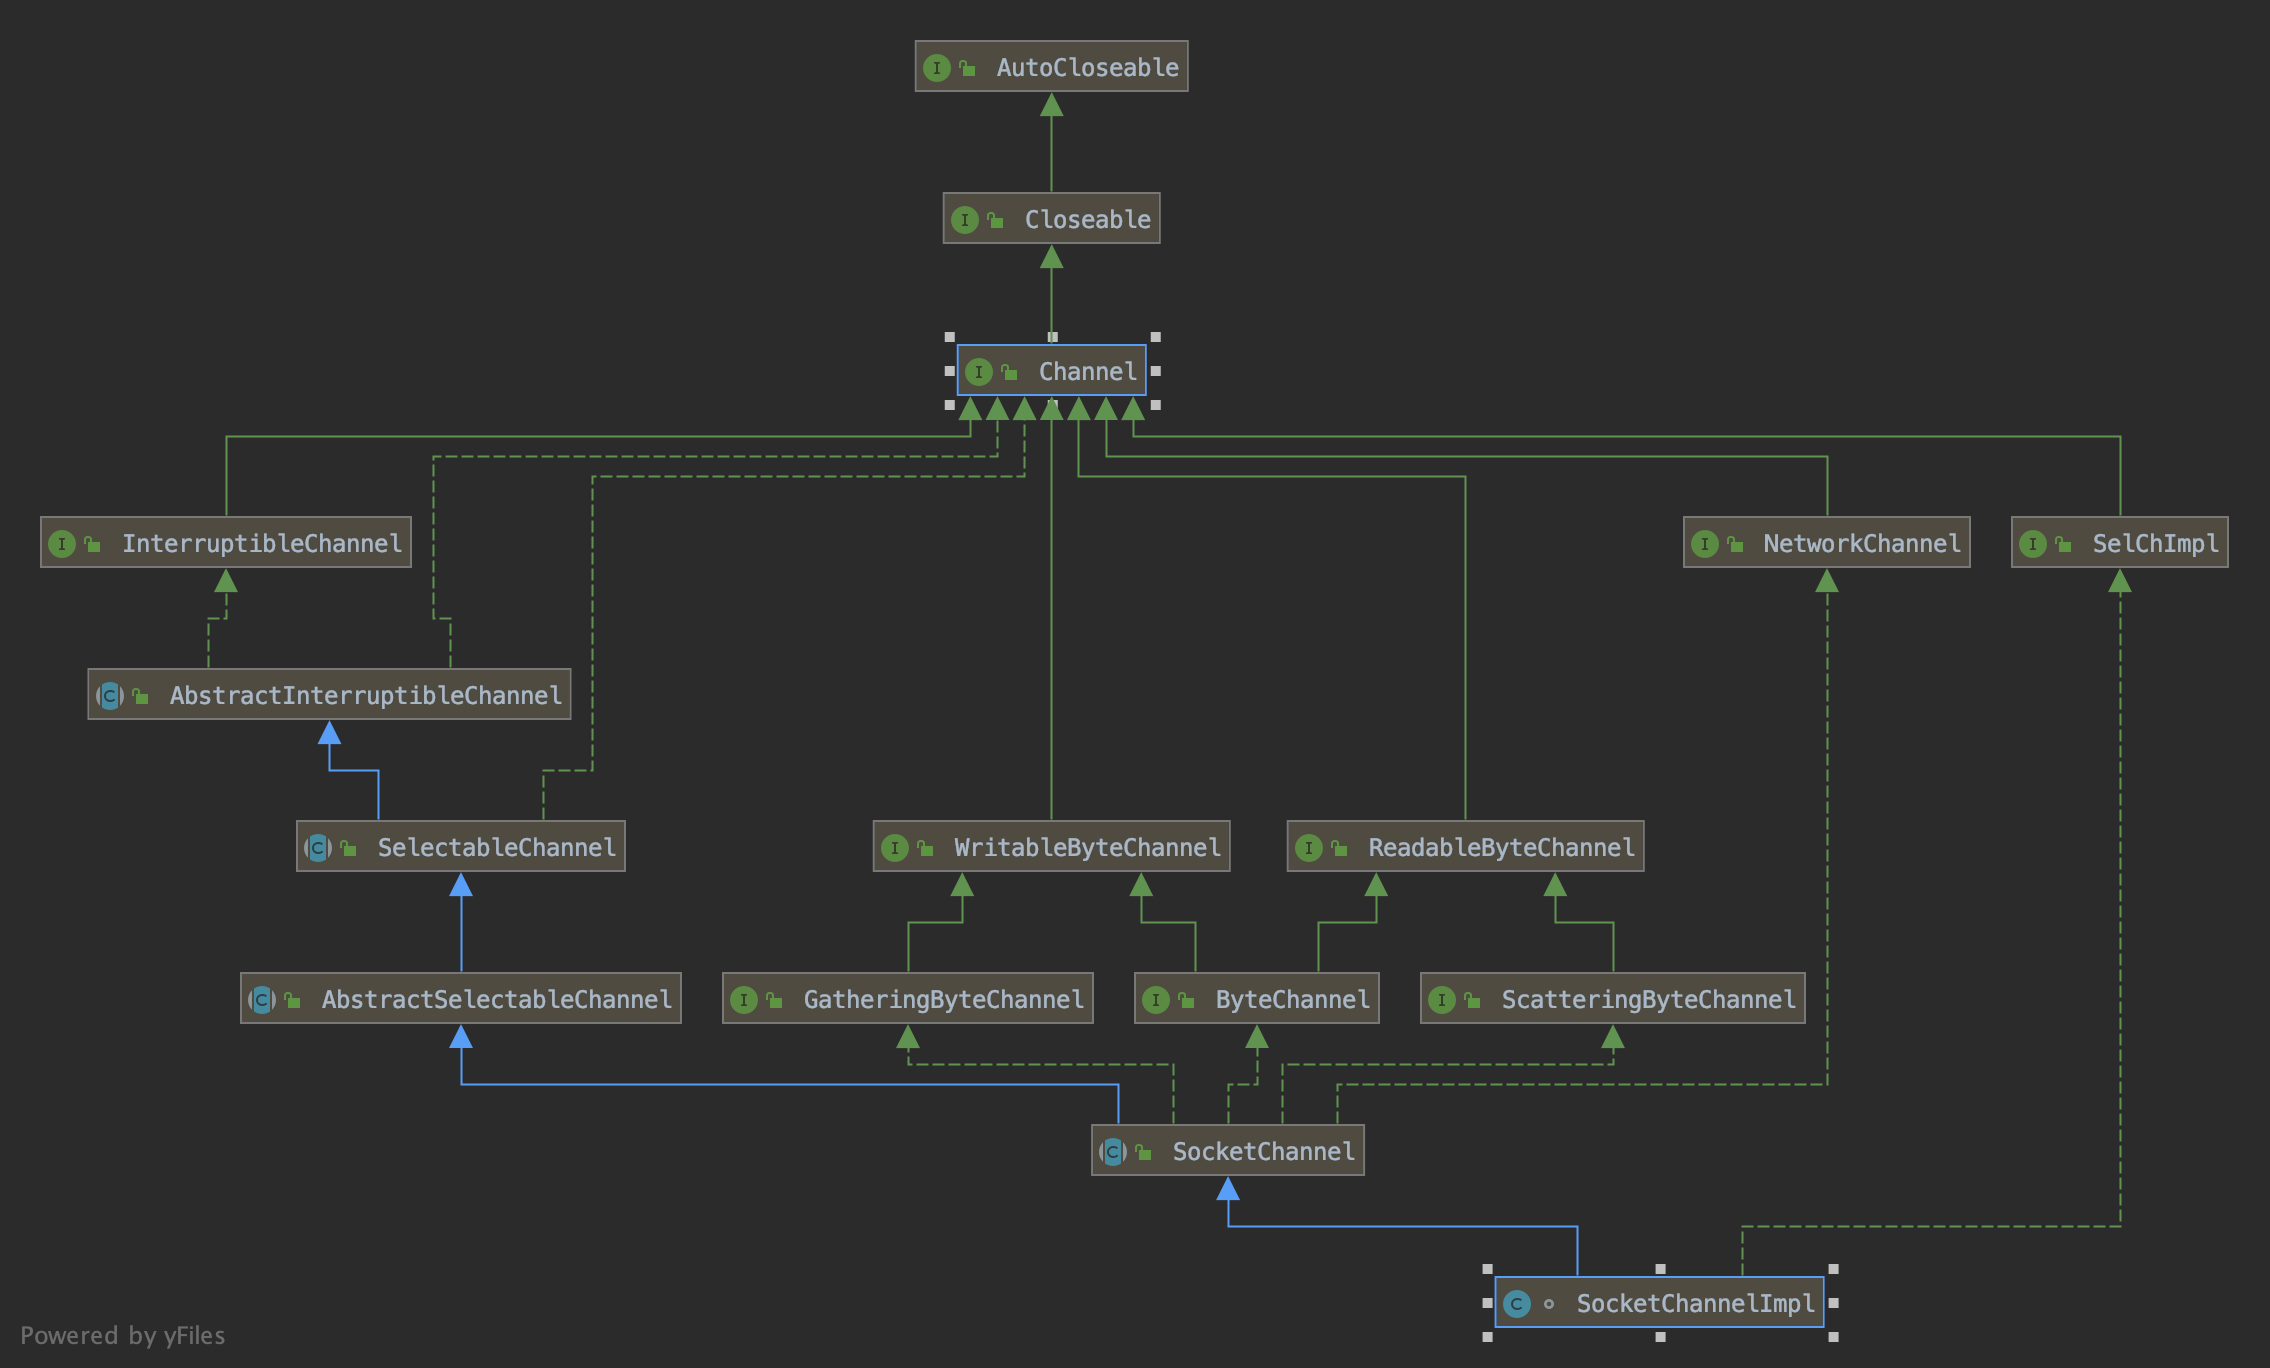 I AutoCloseable
I Closeable
I Channel
I InterruptibleChannel
I NetworkChannel
I SelChImpl
C AbstractInterruptibleChannel
C SelectableChannel
I WritableByteChannel
I ReadableByteChannel
C AbstractSelectableChannel
I GatheringByteChannel
I ByteChannel
I ScatteringByteChannel
C SocketChannel
C SocketChannelImpl
Powered by yFiles